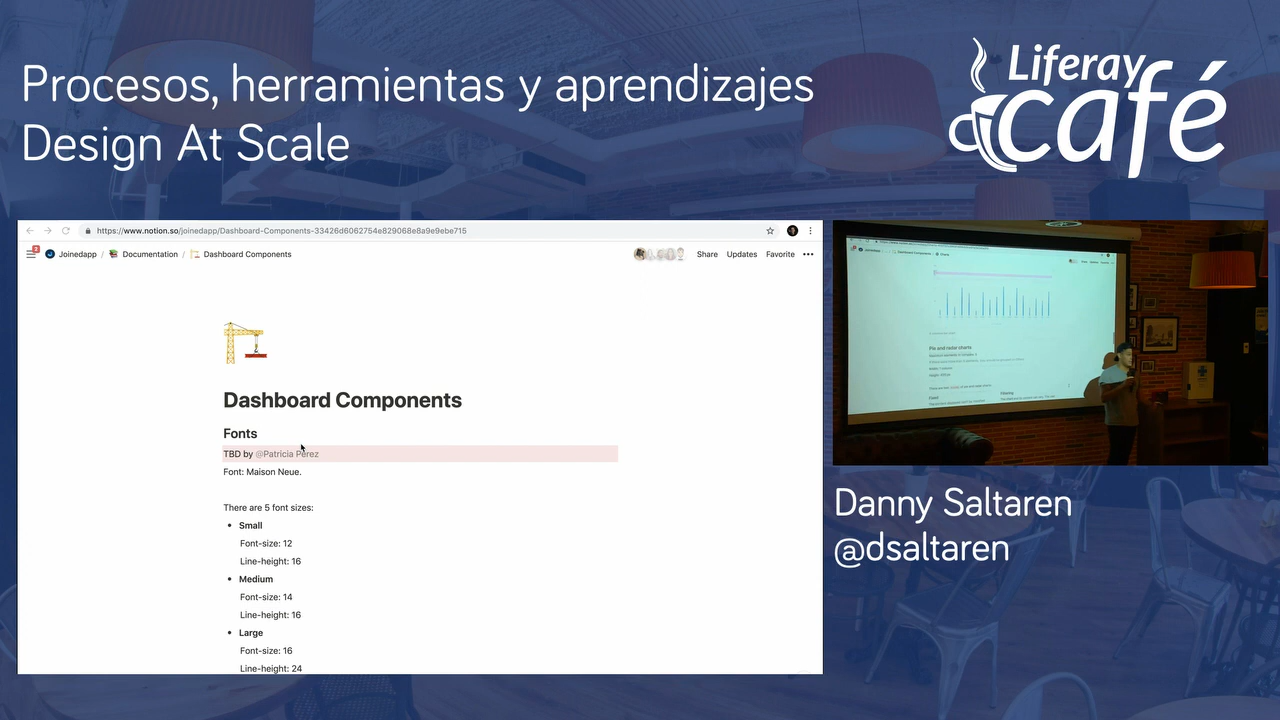 Procesos, herramientas y aprendizajes
Design At Scale
Liferay
café
https://www.notion.so/joinedapp/Dashboard-Components-33426d6062754e829068e8a9e9ebe715
2
Joinedapp / Documentation / Dashboard Components
Share Updates Favorite •••
Dashboard Components
Fonts
TBD by @Patricia Pérez
Font: Maison Neue.
There are 5 font sizes:
• Small
Font-size: 12
Line-height: 16
• Medium
Font-size: 14
Line-height: 16
• Large
Font-size: 16
Line-height: 24
Pie and radar charts
Danny Saltaren
@dsaltaren